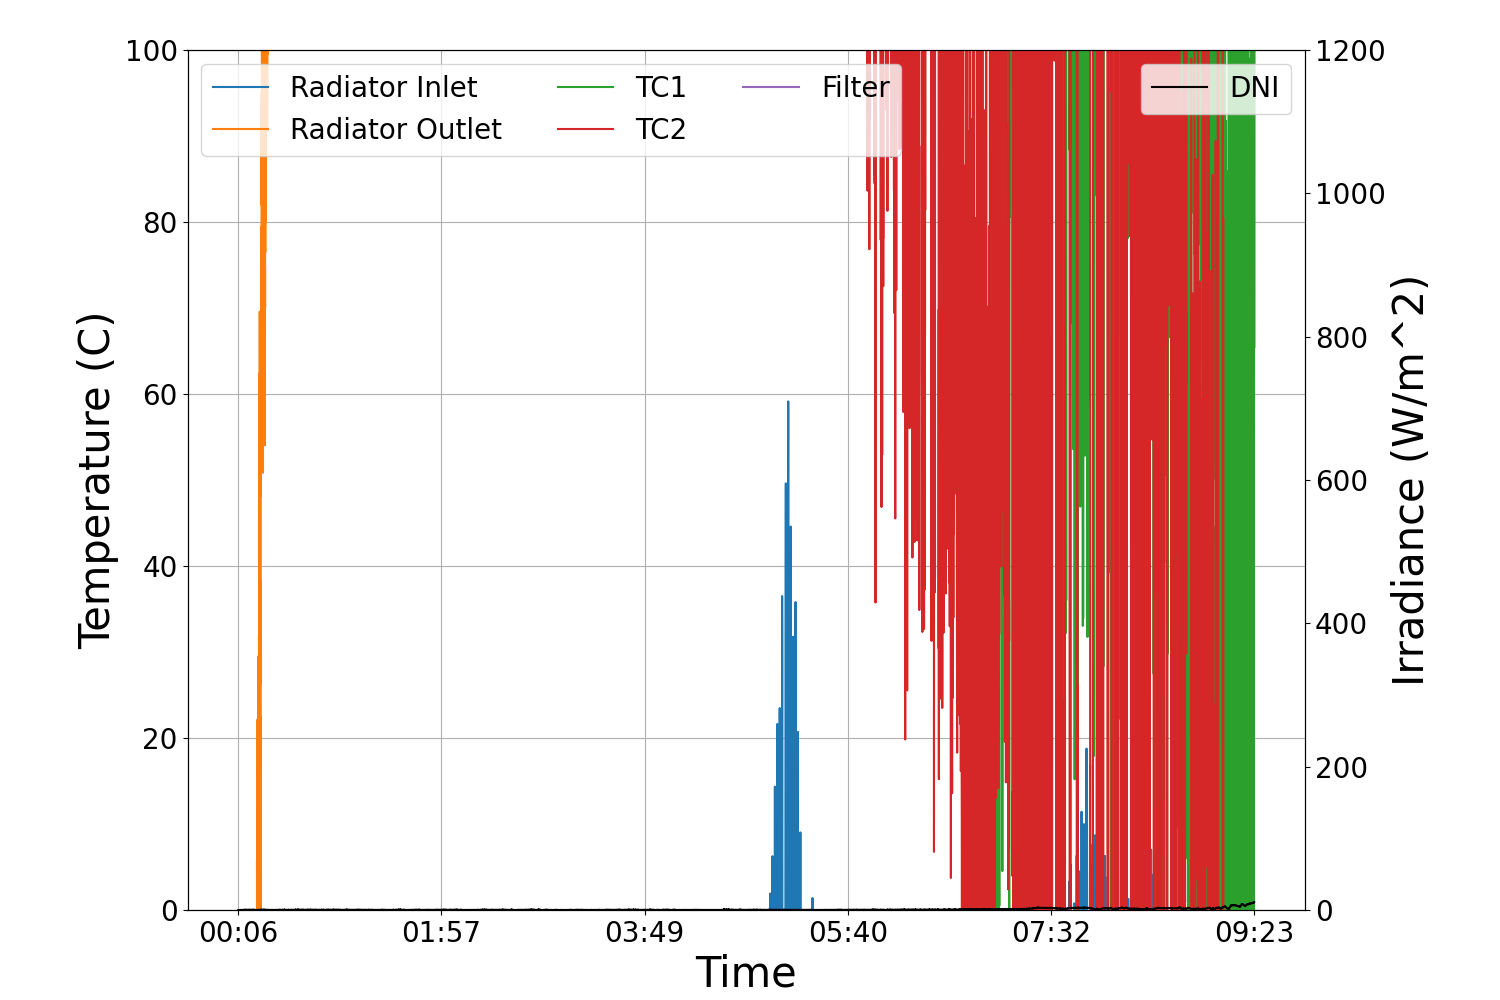 Radiator Inlet
Radiator Outlet
TC1
TC2
Filter
DNI
Temperature (C)
100
80
60
40
20
0
Irradiance (W/m^2)
1200
1000
800
600
400
200
0
00:06 01:57 03:49 05:40 07:32 09:23
Time